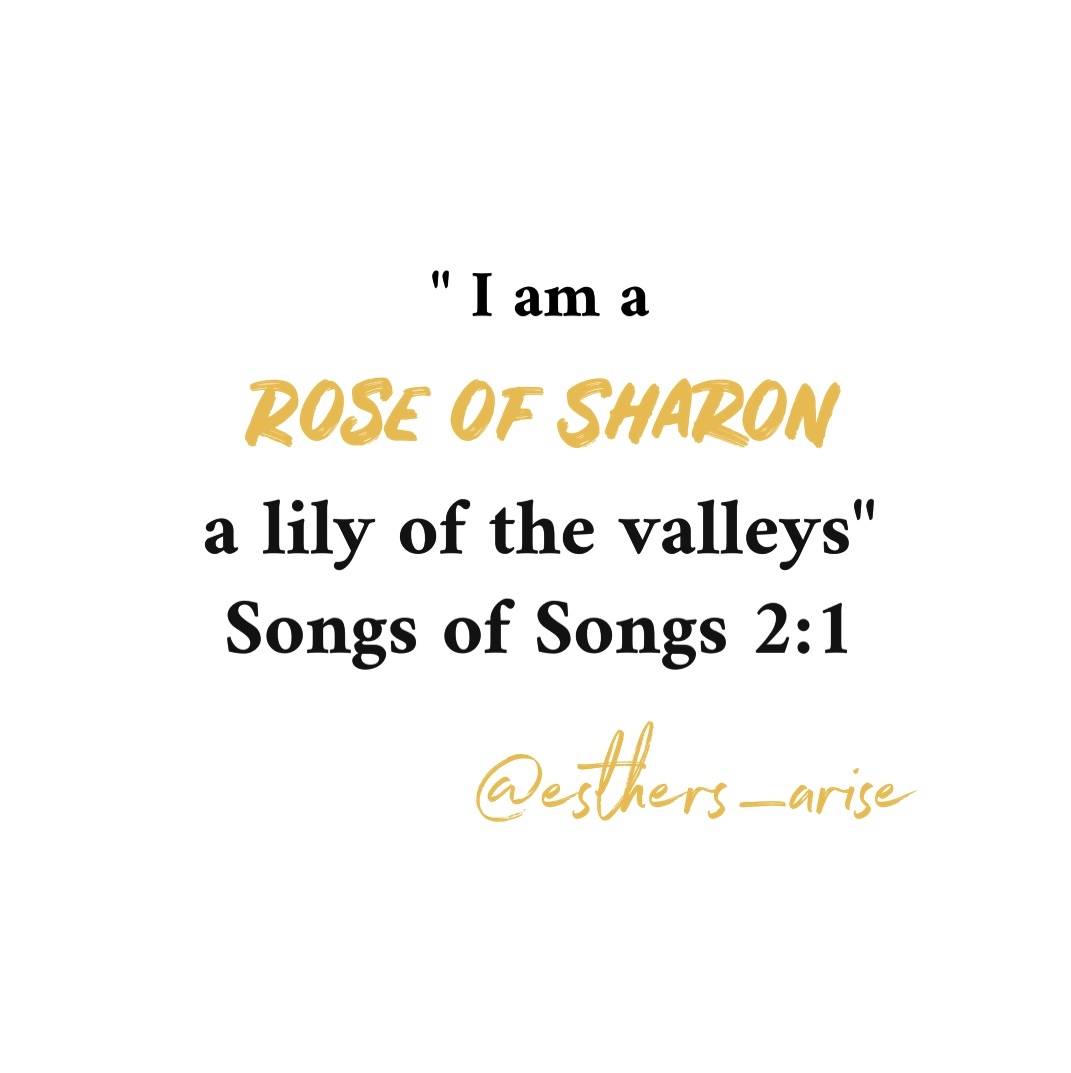 " I am a
ROSE OF SHARON
a lily of the valleys"
Songs of Songs 2:1
@esthers_arise